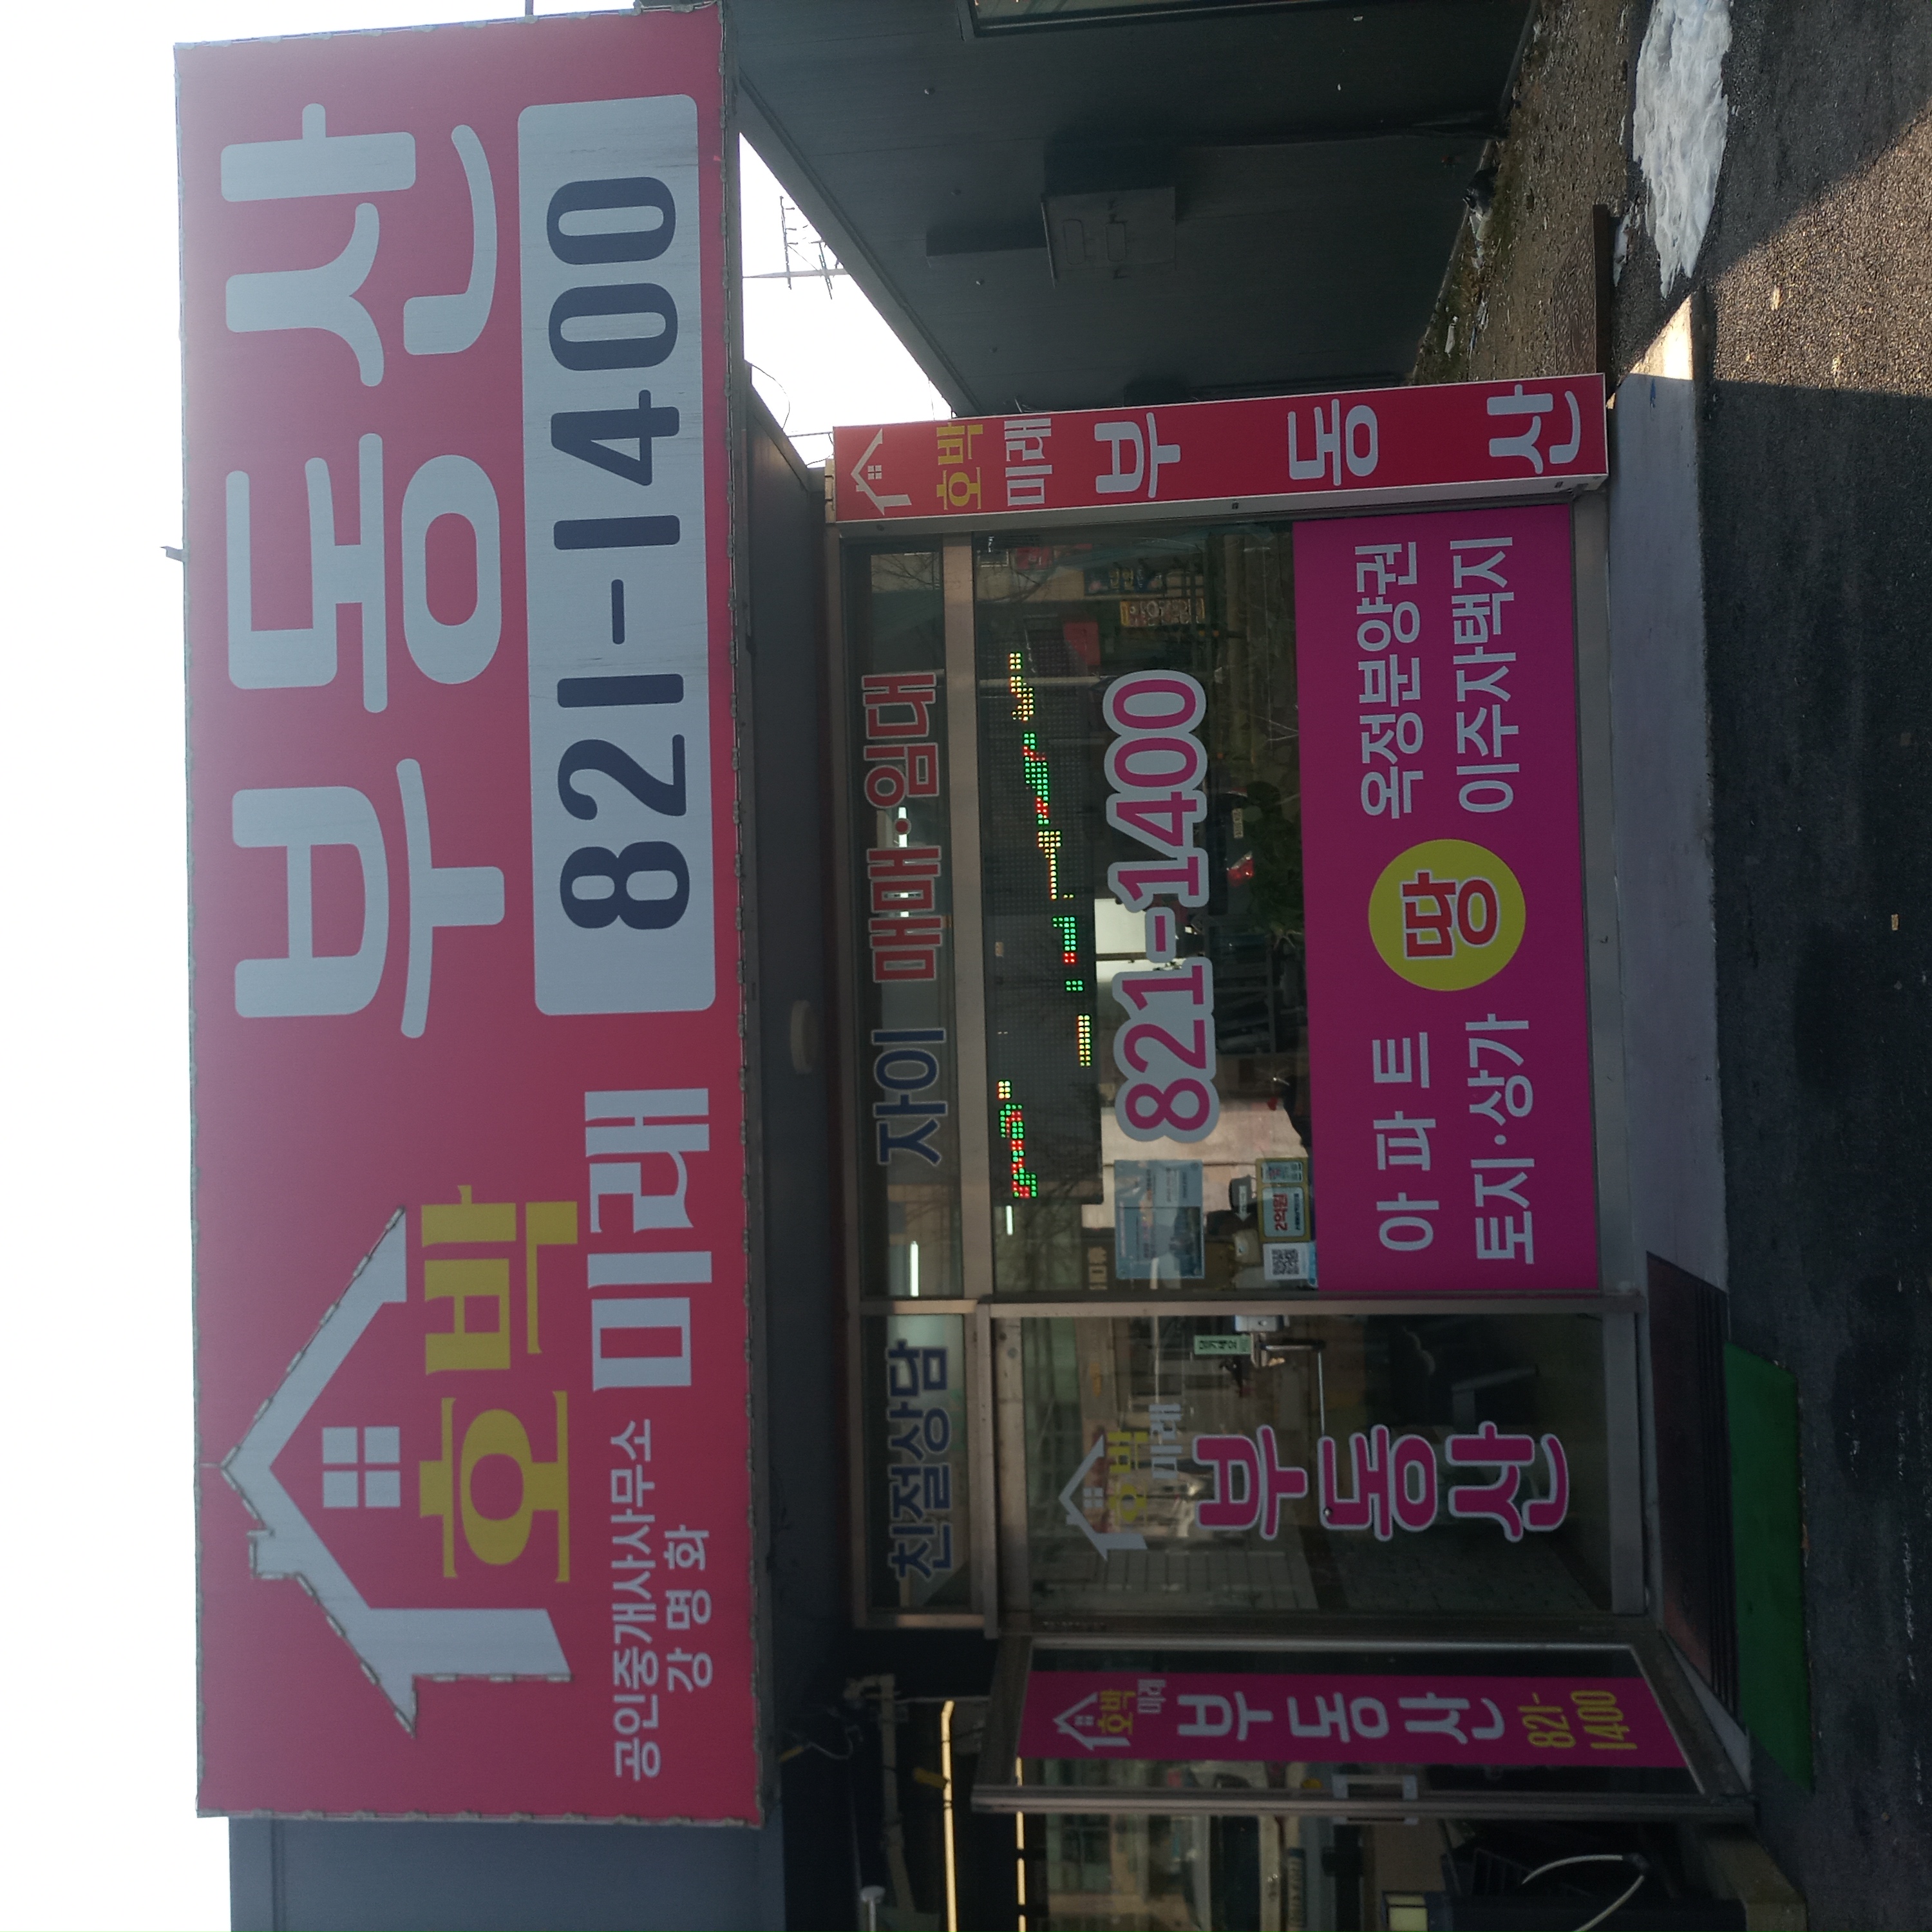 호박
미래
공인중개사사무소
강명화
부동산
821-1400
친절상담
자이 매매·임대
호박
미래
부동산
821-1400
호박
미래
부동산
821-1400
2억원
아파트
토지·상가
땅
옥정분양권
이주자택지
호박
미래
부동산